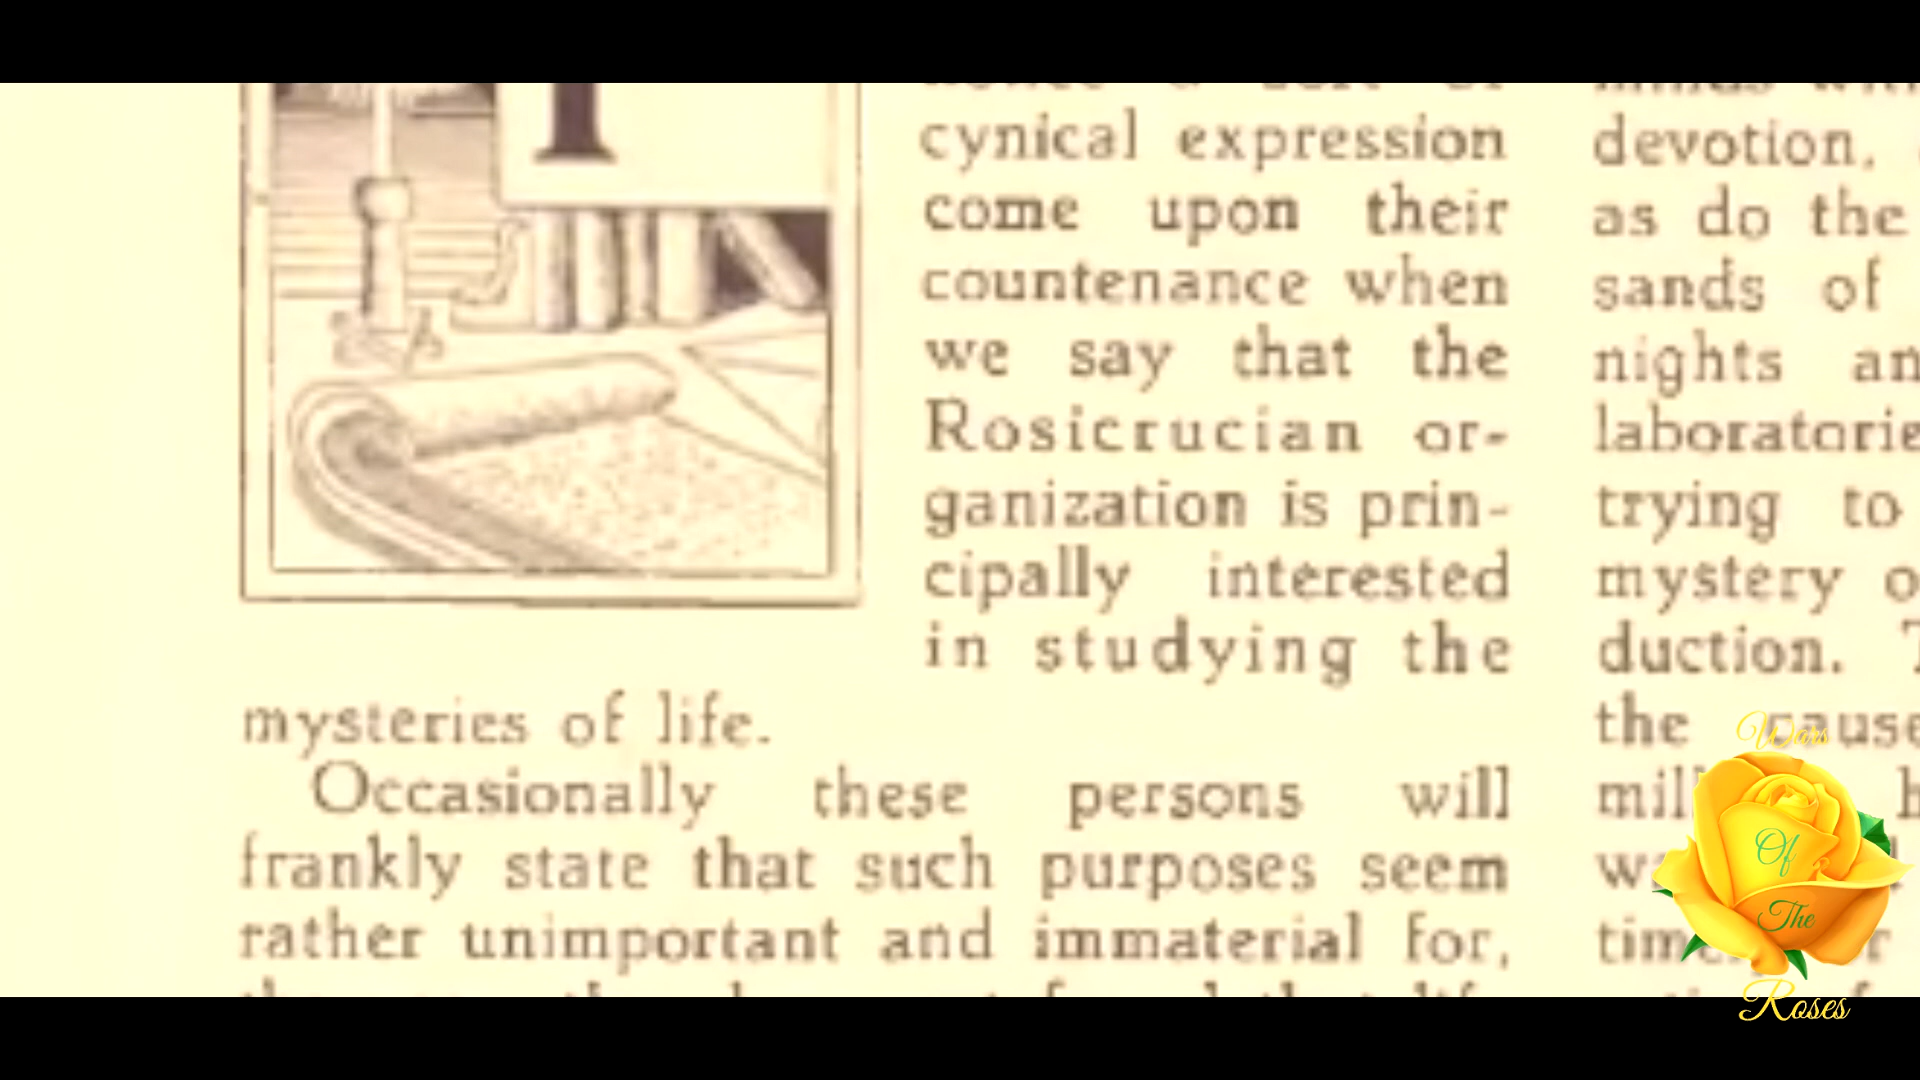 I
cynical expression
come upon their
countenance when
we say that the
Rosicrucian or-
ganization is prin-
cipally interested
in studying the
mysteries of life.
Occasionally these persons will
frankly state that such purposes seem
rather unimportant and immaterial for,
devotion,
as do the
sands of
nights
trying to
mystery
duction.
the cause
Wars
Of
The
Roses